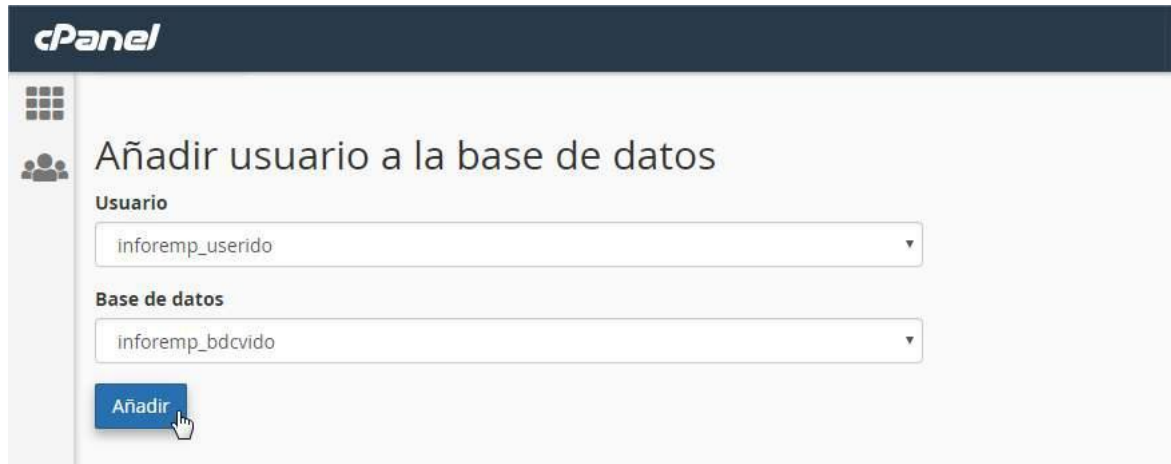 cPanel
Añadir usuario a la base de datos
Usuario
inforemp_userido
Base de datos
inforemp_bdcvido
Añadir